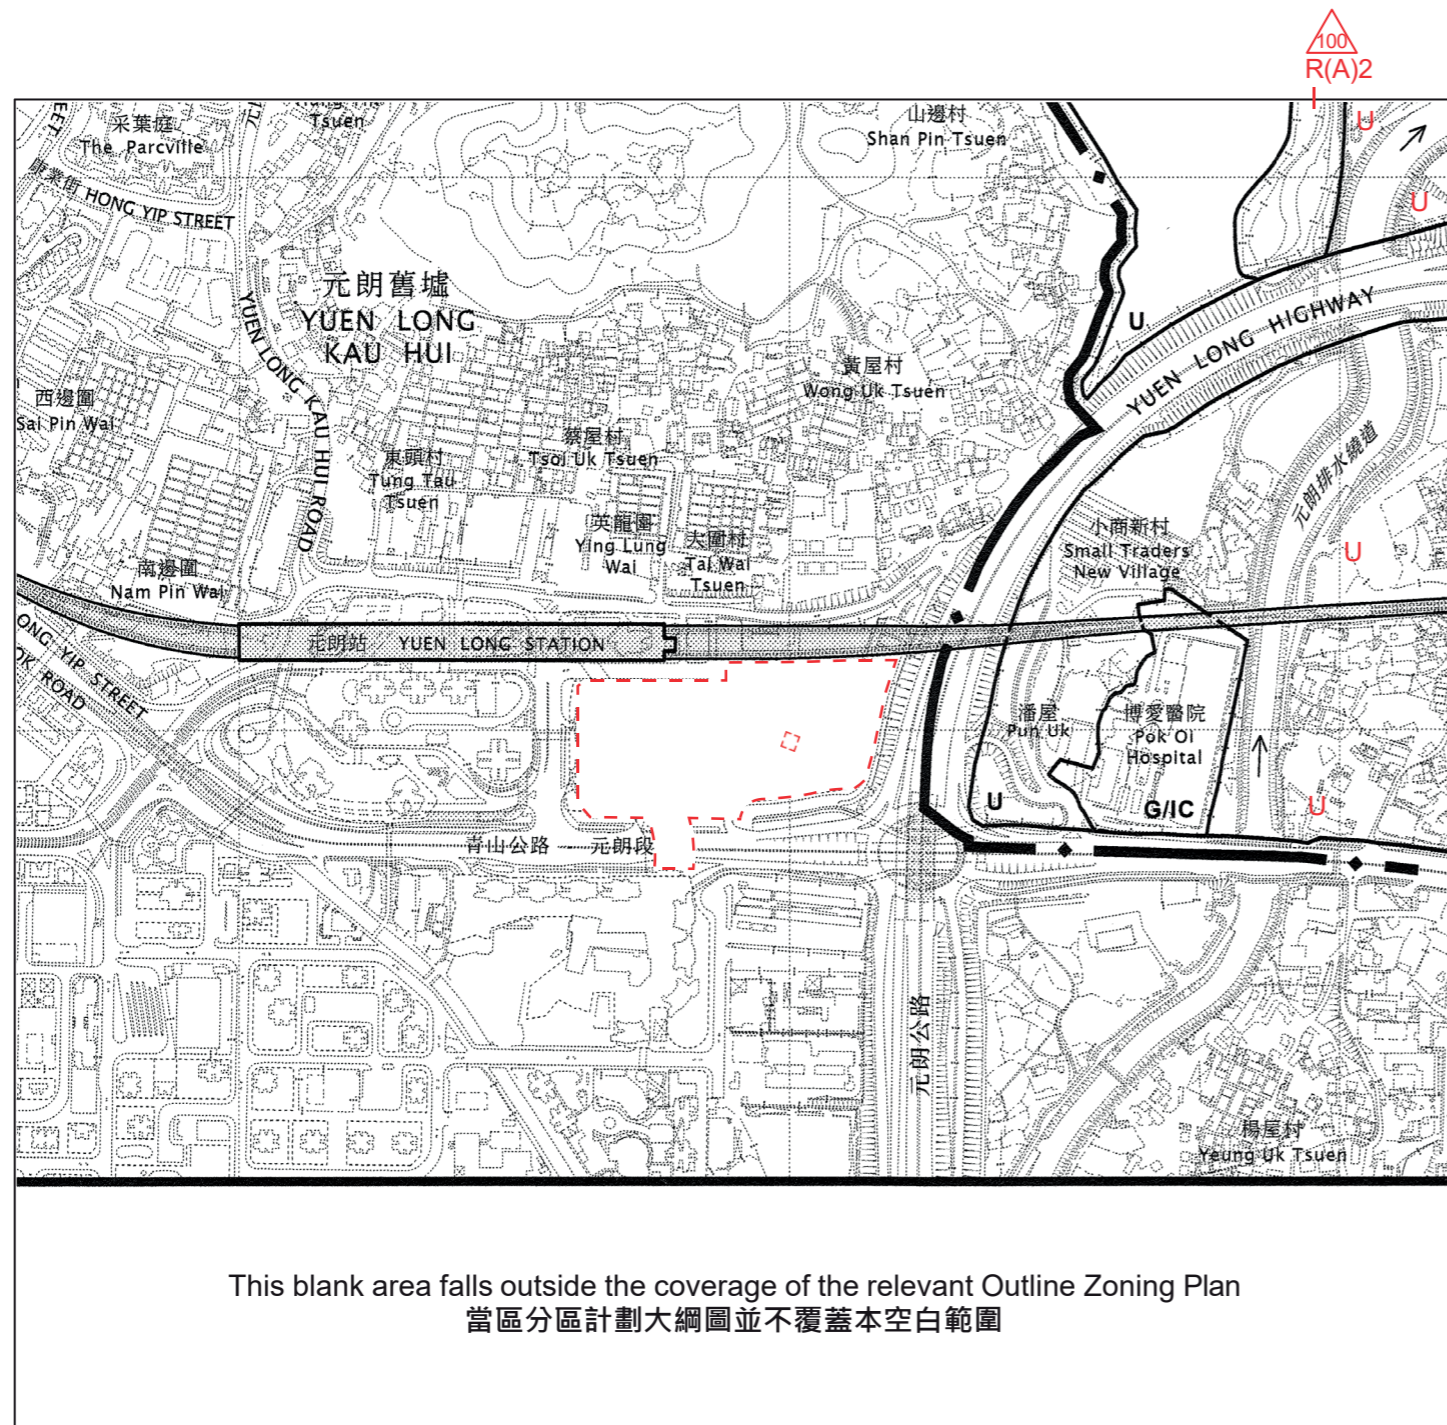 100
R(A)2
采葉庭
The Parcville
Tsuen
山邊村
Shan Pin Tsuen
U
U
康業街 HONG YIP STREET
元朗舊墟
YUEN LONG
KAU HUI
YUEN LONG KAU HUI ROAD
U
YUEN LONG HIGHWAY
黃屋村
Wong Uk Tsuen
西邊圍
Sai Pin Wai
蔡屋村
Tsoi Uk Tsuen
東頭村
Tung Tau
Tsuen
元朗排水繞道
英龍圍
Ying Lung
Wai
大圍村
Tai Wai
Tsuen
小商新村
Small Traders
New Village
U
南邊圍
Nam Pin Wai
元朗站 YUEN LONG STATION
ONG YIP STREET
OK ROAD
潘屋
Pun Uk
博愛醫院
Pok Oi
Hospital
U
G/IC
U
青山公路 — 元朗段
元朗公路
楊屋村
Yeung Uk Tsuen
This blank area falls outside the coverage of the relevant Outline Zoning Plan
當區分區計劃大綱圖並不覆蓋本空白範圍